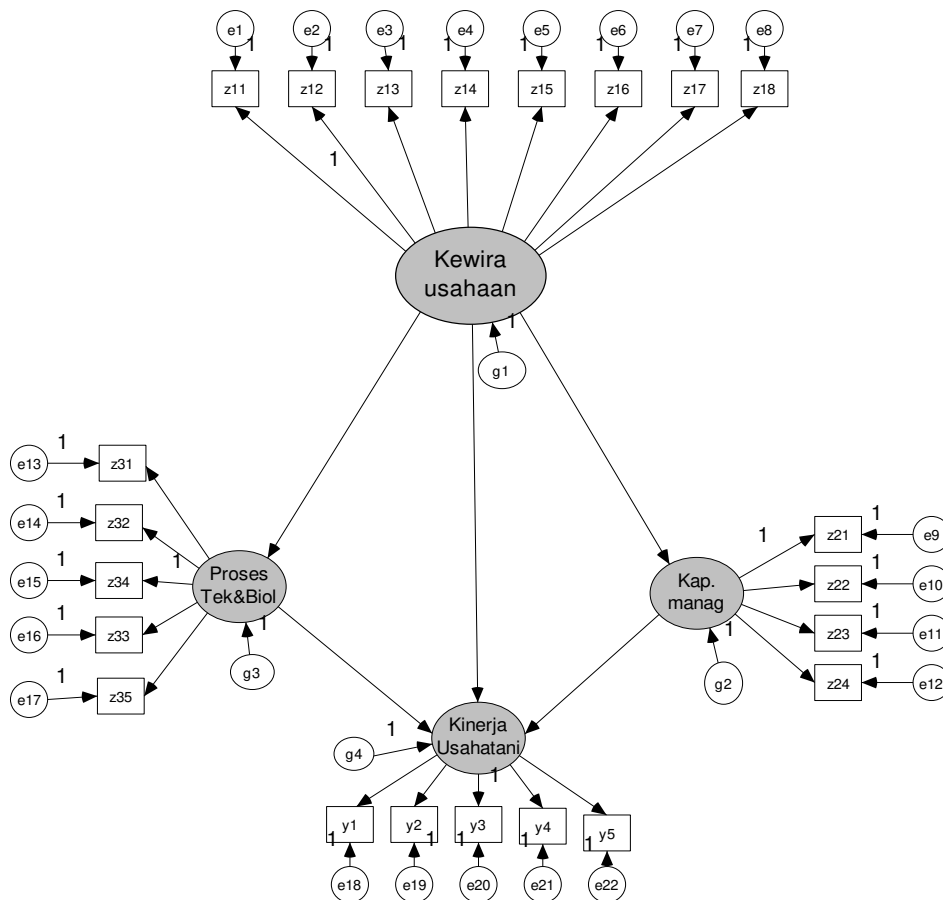 e1 e2 e3 e4 e5 e6 e7 e8
1 1 1 1 1 1 1 1
z11 z12 z13 z14 z15 z16 z17 z18
1
Kewira
usahaan
1
g1
1
e13 z31
1
e14 z32
1
e15 z34
1
e16 z33
1
e17 z35
1
Proses
Tek&Biol
1
g3
1
z21 1 e9
z22 1 e10
z23 1 e11
z24 1 e12
Kap.
manag
1
g2
Kinerja
Usahatani
1
g4
1
y1 y2 y3 y4 y5
1 1 1 1 1
e18 e19 e20 e21 e22